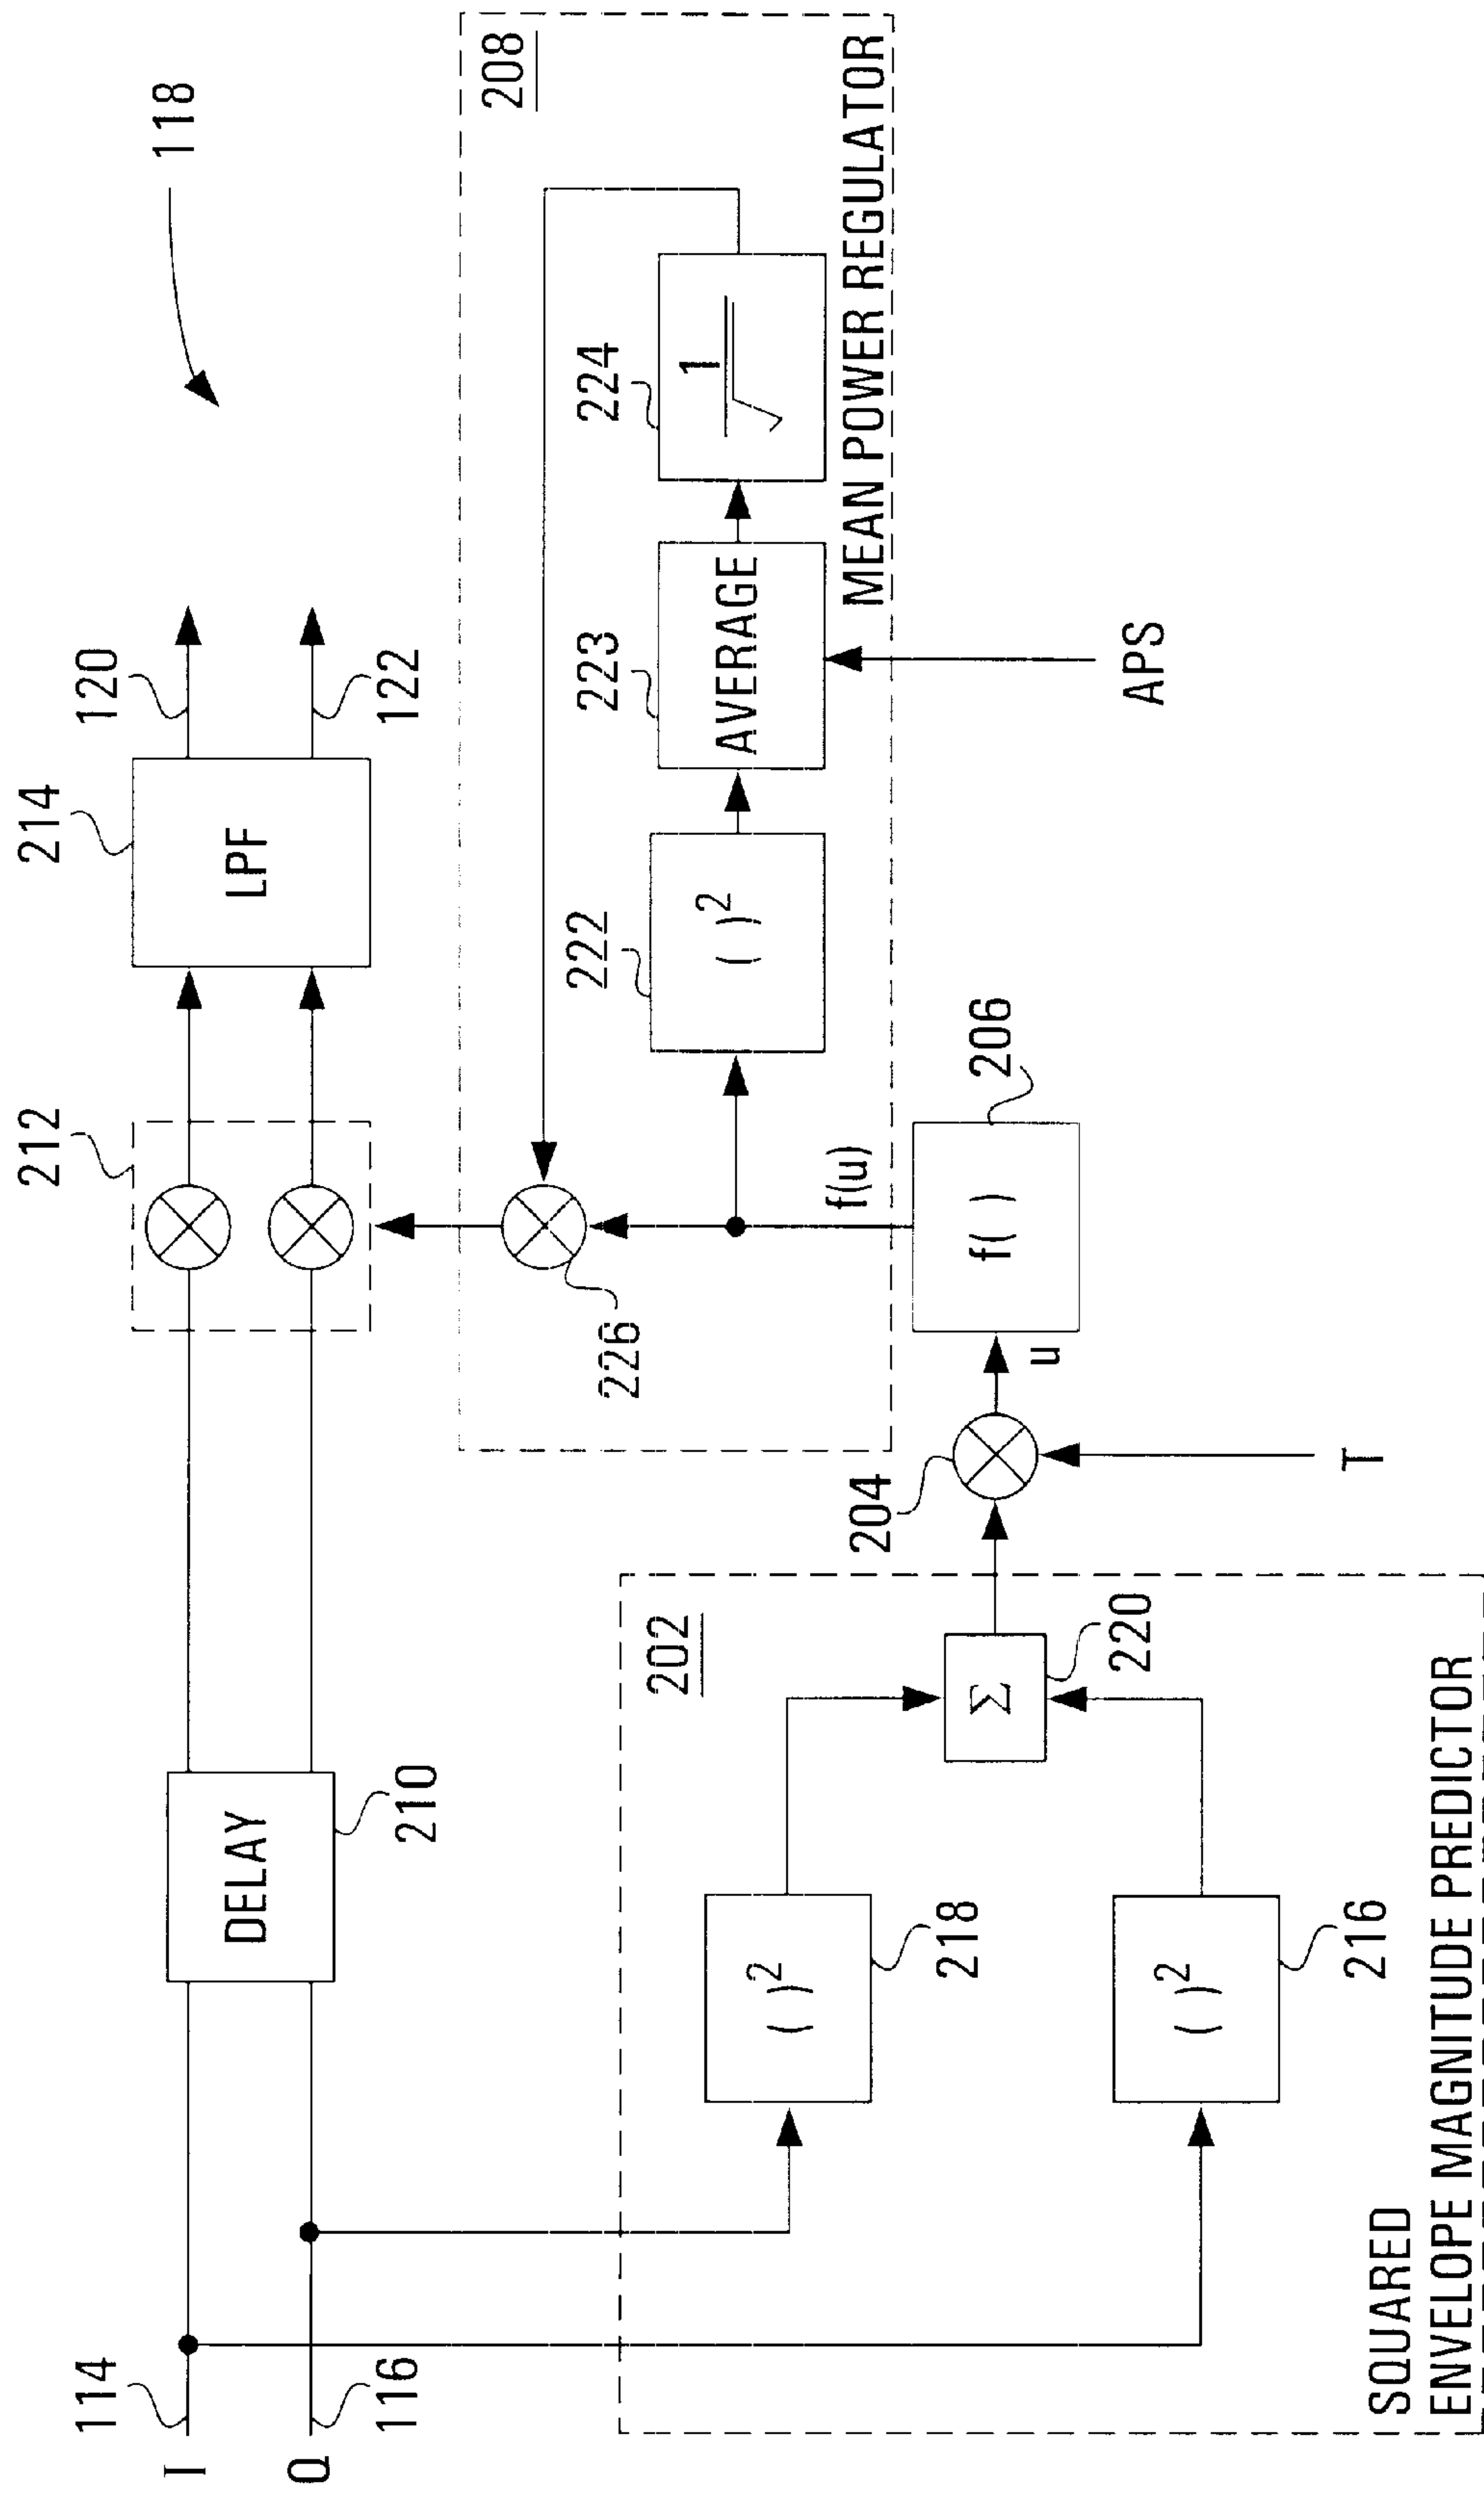 118
214
120
212
I
114
DELAY
LPF
Q
116
210
122
208
226
222
( )²
223
AVERAGE
224
1
√
f(u)
MEAN POWER REGULATOR
202
204
u
f( )
206
APS
T
218
( )²
Σ
220
216
( )²
SQUARED
ENVELOPE MAGNITUDE PREDICTOR